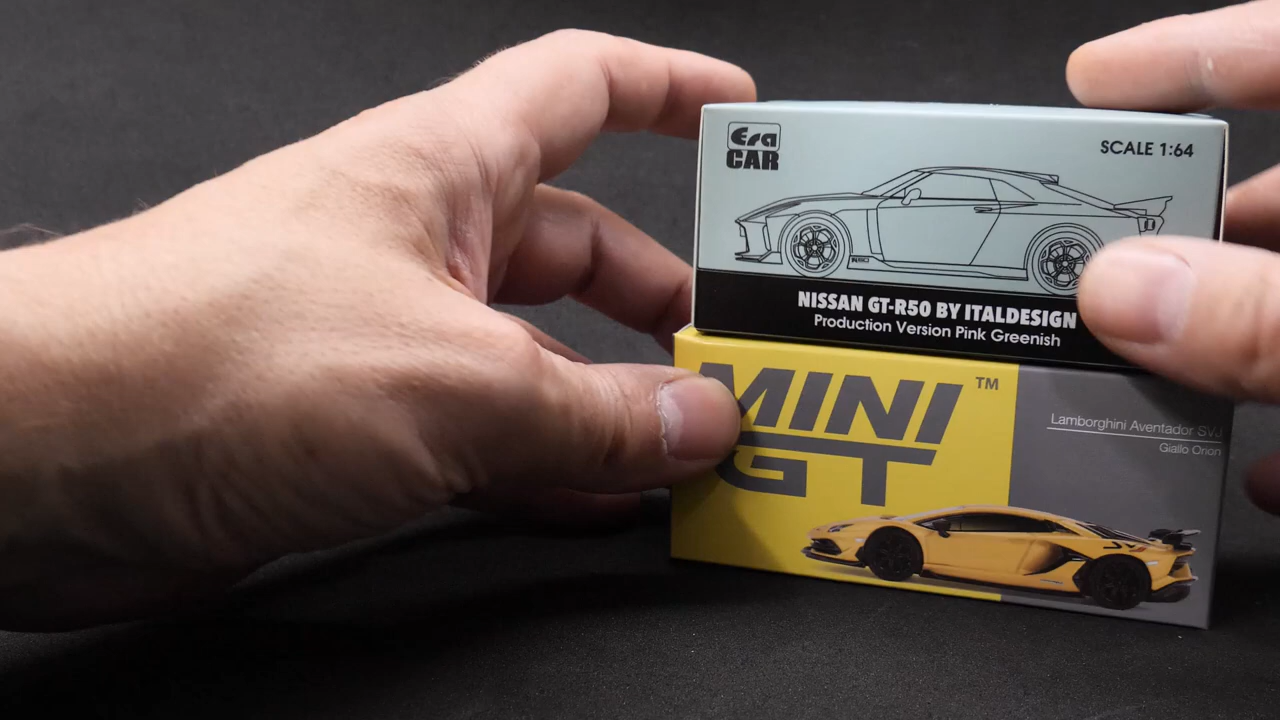 Era
CAR
SCALE 1:64
NISSAN GT-R50 BY ITALDESIGN
Production Version Pink Greenish
MINI
GT
TM
Lamborghini Aventador SVJ
Giallo Orion